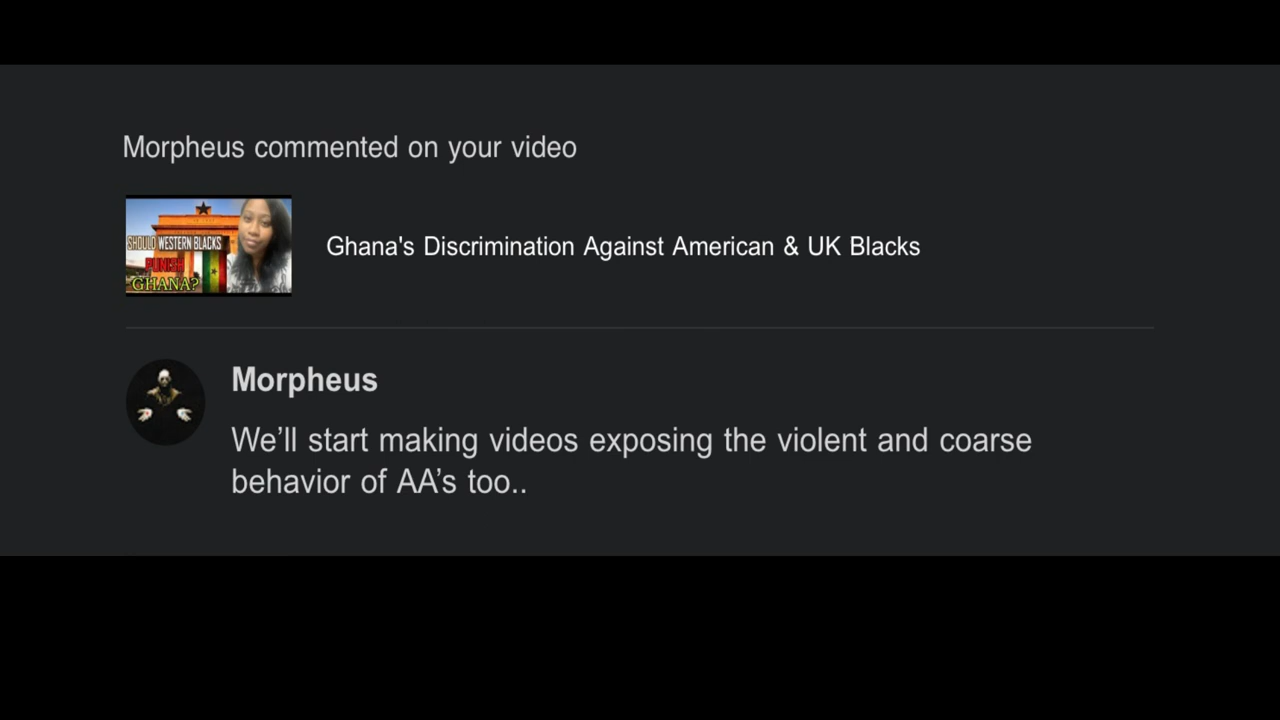 Morpheus commented on your video
SHOULD WESTERN BLACKS
PUNISH
GHANA?
Ghana's Discrimination Against American & UK Blacks
Morpheus
We’ll start making videos exposing the violent and coarse
behavior of AA’s too..